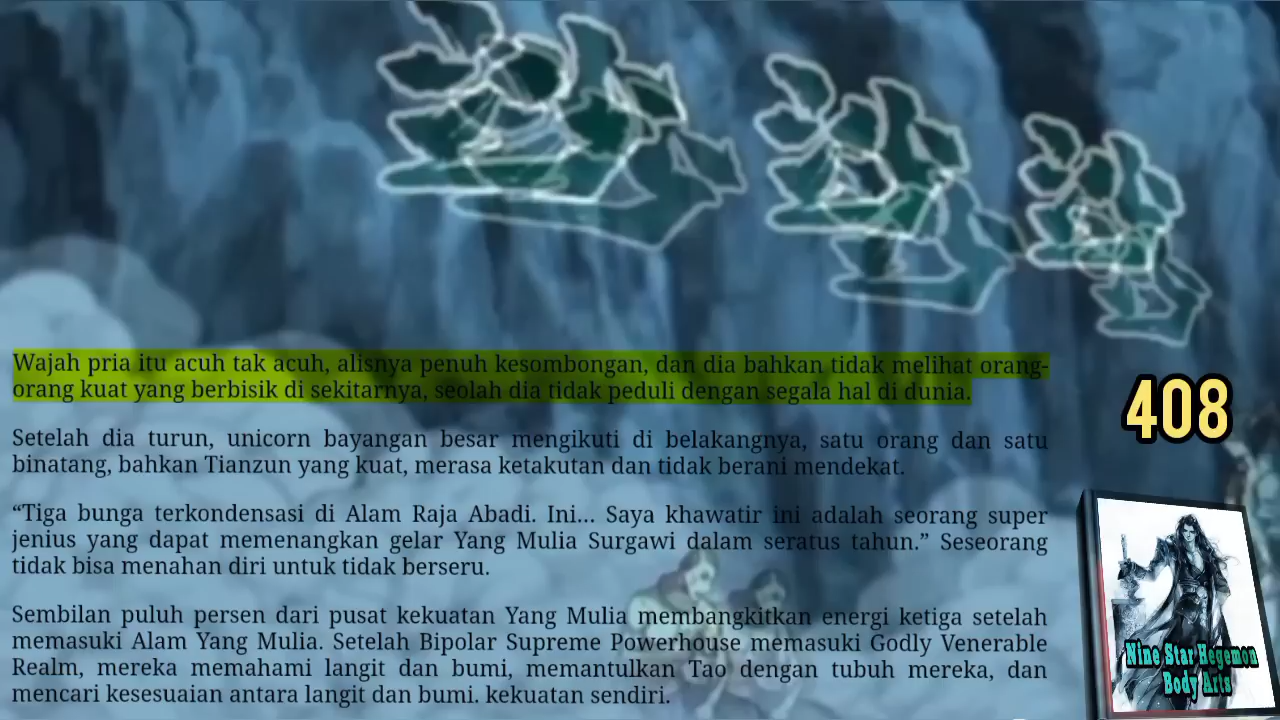 Wajah pria itu acuh tak acuh, alisnya penuh kesombongan, dan dia bahkan tidak melihat orang-
orang kuat yang berbisik di sekitarnya, seolah dia tidak peduli dengan segala hal di dunia.
Setelah dia turun, unicorn bayangan besar mengikuti di belakangnya, satu orang dan satu
binatang, bahkan Tianzun yang kuat, merasa ketakutan dan tidak berani mendekat.
“Tiga bunga terkondensasi di Alam Raja Abadi. Ini... Saya khawatir ini adalah seorang super
jenius yang dapat memenangkan gelar Yang Mulia Surgawi dalam seratus tahun.” Seseorang
tidak bisa menahan diri untuk tidak berseru.
Sembilan puluh persen dari pusat kekuatan Yang Mulia membangkitkan energi ketiga setelah
memasuki Alam Yang Mulia. Setelah Bipolar Supreme Powerhouse memasuki Godly Venerable
Realm, mereka memahami langit dan bumi, memantulkan Tao dengan tubuh mereka, dan
mencari kesesuaian antara langit dan bumi. kekuatan sendiri.
408
Nine Star Hegemon
Body Arts